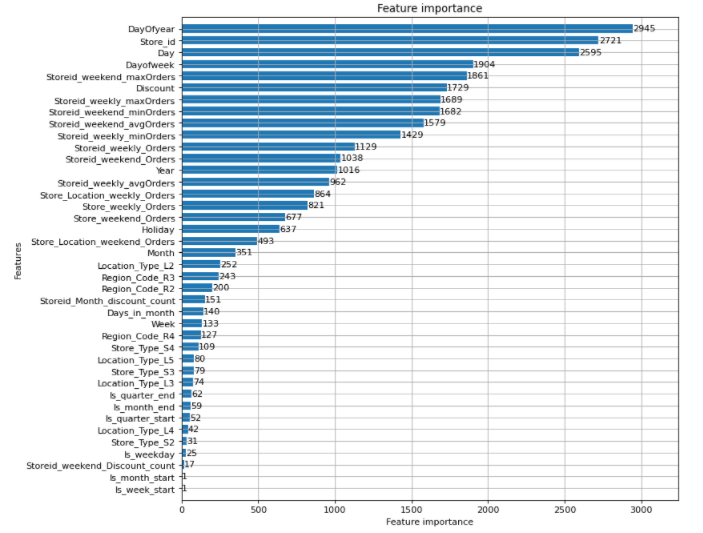 Feature importance
DayOfyear 2945
Store_id 2721
Day 2595
Dayofweek 1904
Storeid_weekend_maxOrders 1861
Discount 1729
Storeid_weekly_maxOrders 1689
Storeid_weekend_minOrders 1682
Storeid_weekend_avgOrders 1579
Storeid_weekly_minOrders 1429
Storeid_weekly_Orders 1129
Storeid_weekend_Orders 1038
Year 1016
Storeid_weekly_avgOrders 962
Store_Location_weekly_Orders 864
Store_weekly_Orders 821
Store_weekend_Orders 677
Holiday 637
Store_Location_weekend_Orders 493
Month 351
Location_Type_L2 252
Region_Code_R3 243
Region_Code_R2 200
Storeid_Month_discount_count 151
Days_in_month 140
Week 133
Region_Code_R4 127
Store_Type_S4 109
Location_Type_L5 80
Store_Type_S3 79
Location_Type_L3 74
Is_quarter_end 62
Is_month_end 59
Is_quarter_start 52
Location_Type_L4 42
Store_Type_S2 31
Is_weekday 25
Storeid_weekend_Discount_count 17
Is_month_start 1
Is_week_start 1
Features
0 500 1000 1500 2000 2500 3000
Feature importance